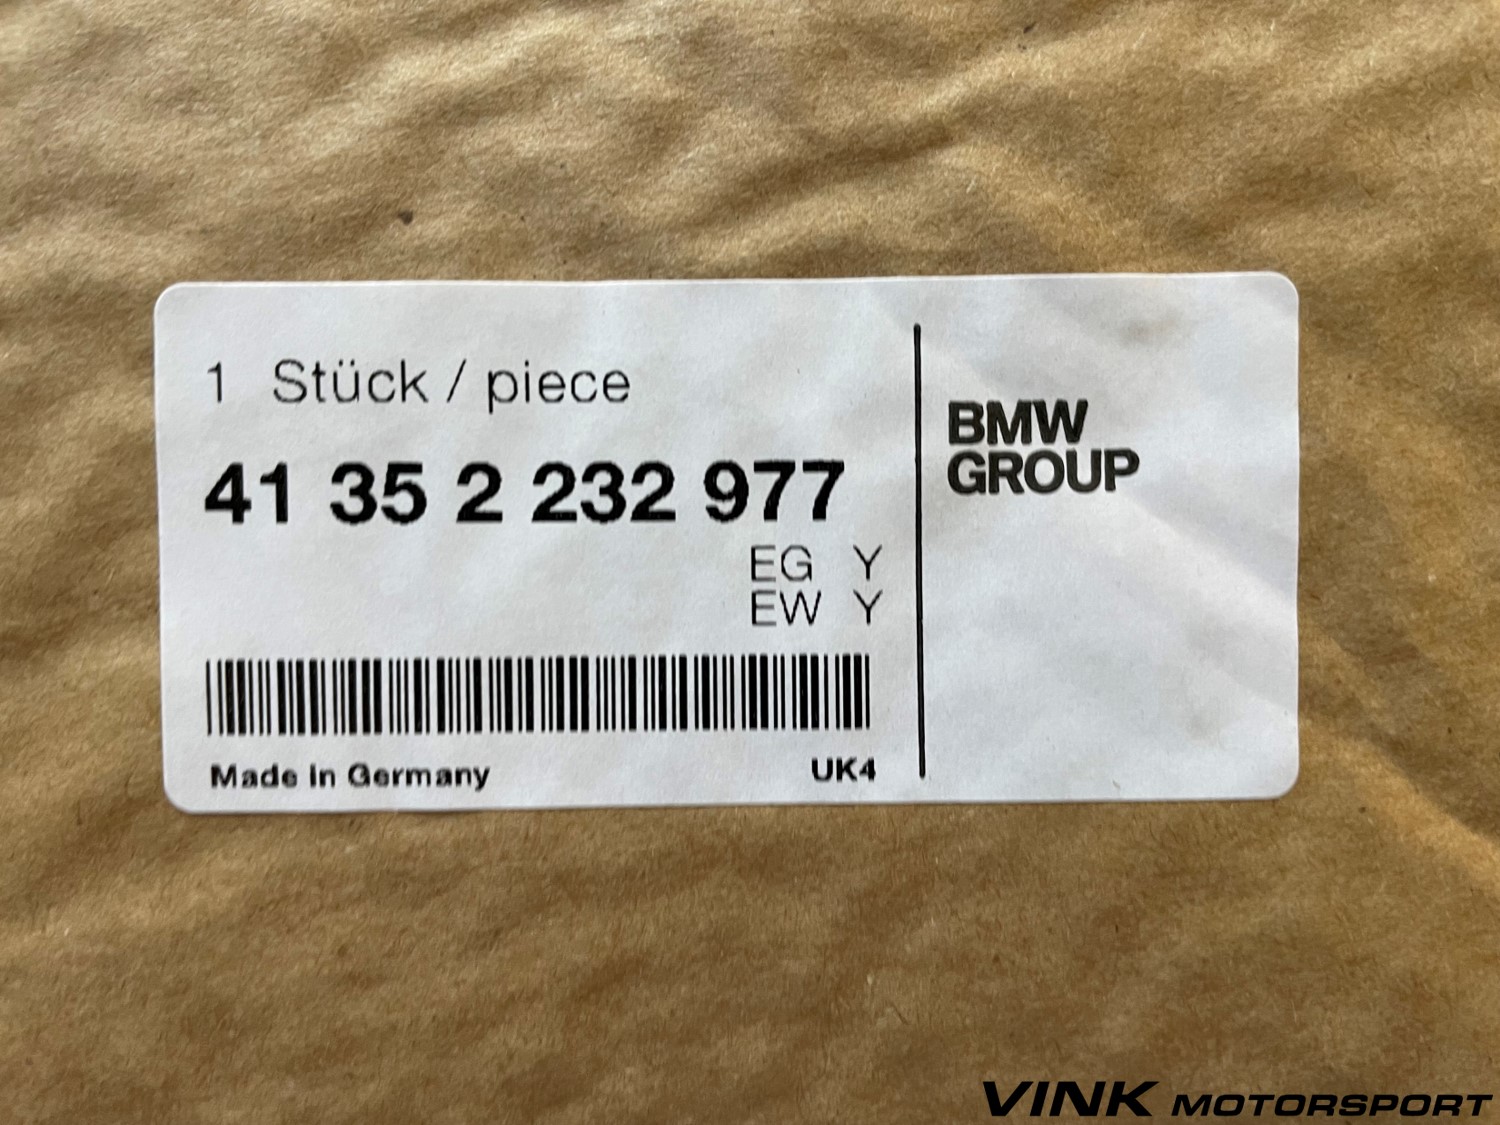 1 Stück / piece
41 35 2 232 977
EG Y
EW Y
Made in Germany
UK4
BMW
GROUP
VINK MOTORSPORT